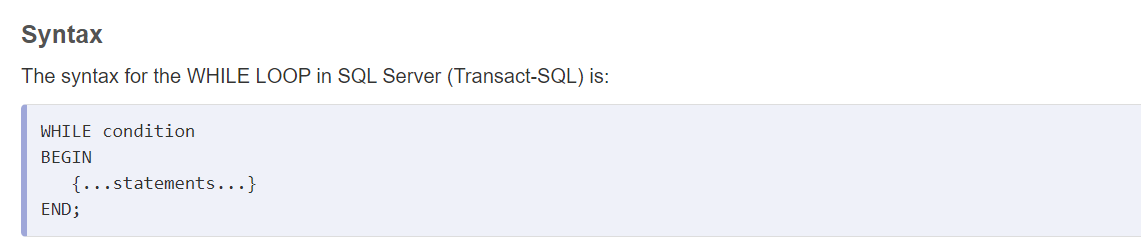 Syntax
The syntax for the WHILE LOOP in SQL Server (Transact-SQL) is:
WHILE condition
BEGIN
   {...statements...}
END;